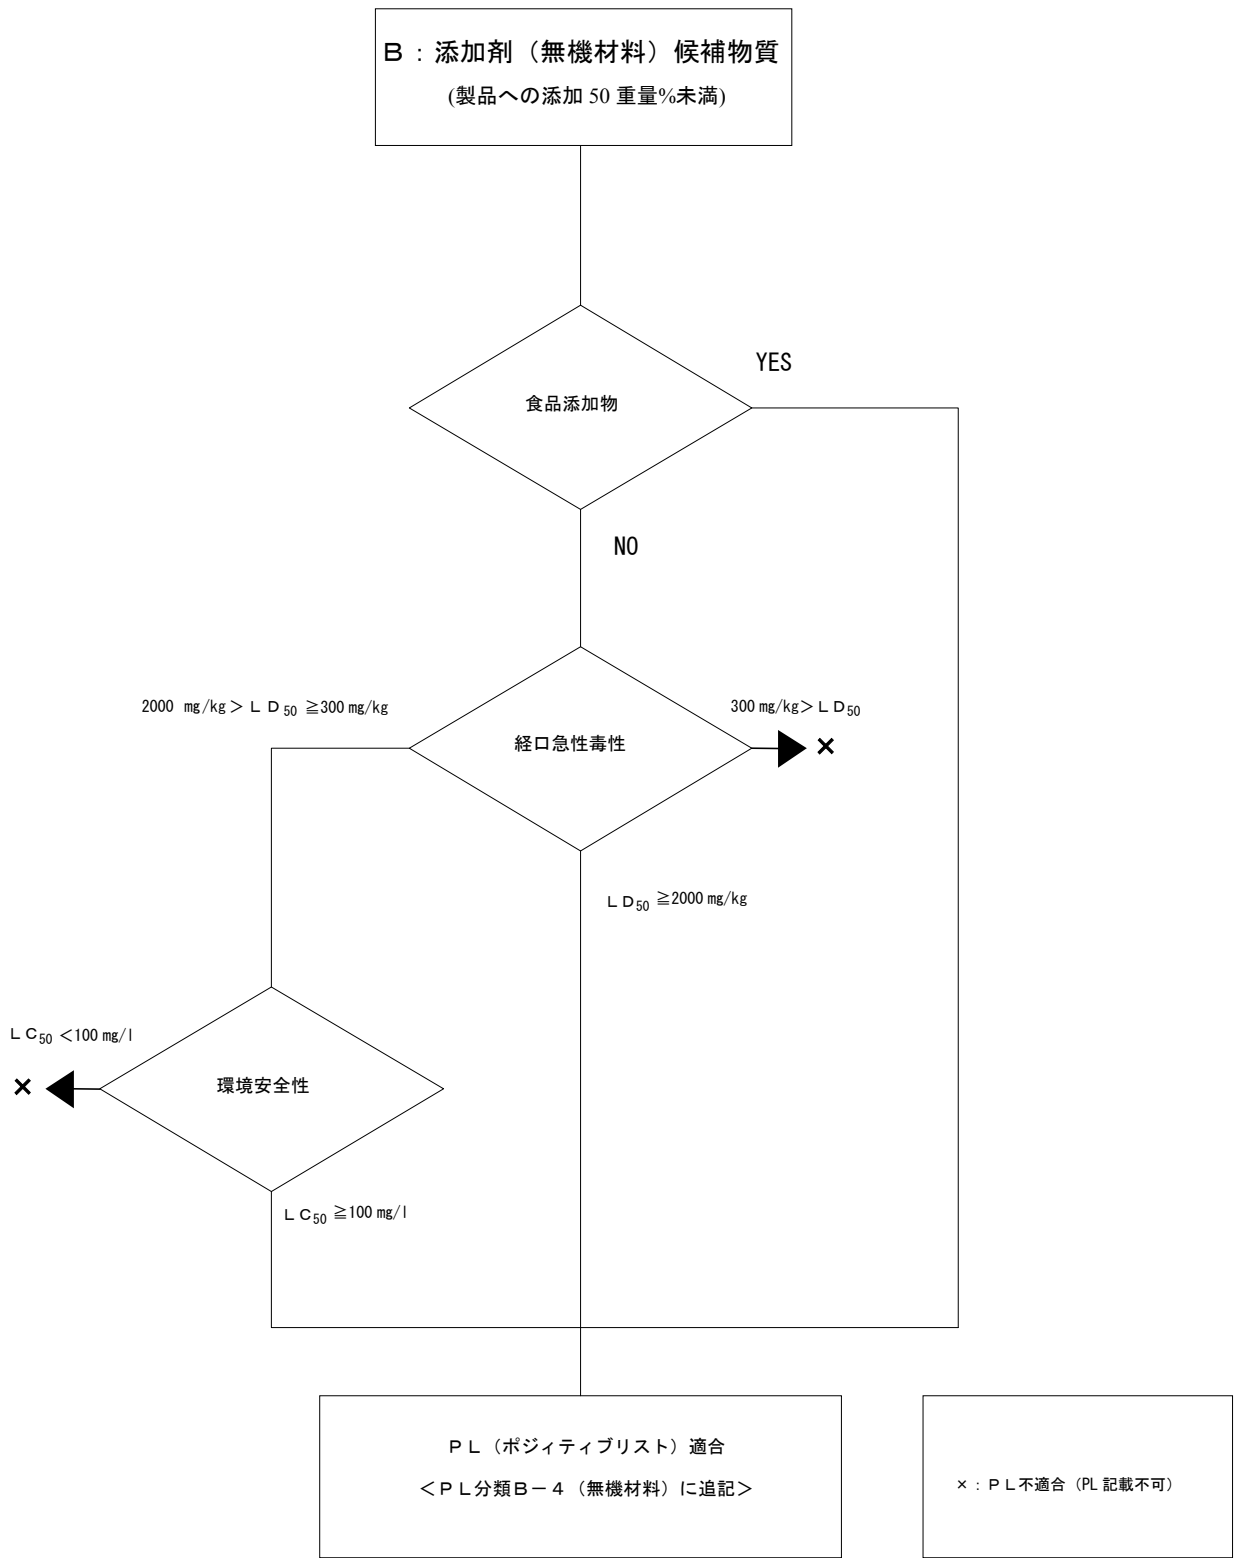 Ｂ：添加剤（無機材料）候補物質
(製品への添加 50 重量%未満)
YES
食品添加物
NO
2000 mg/kg＞ＬＤ50 ≧300 mg/kg
300 mg/kg＞ＬＤ50
経口急性毒性
×
ＬＤ50 ≧2000 mg/kg
ＬＣ50 ＜100 mg/l
×
環境安全性
ＬＣ50 ≧100 mg/l
ＰＬ（ポジィティブリスト）適合
＜ＰＬ分類Ｂ－４（無機材料）に追記＞
×：ＰＬ不適合（PL 記載不可）